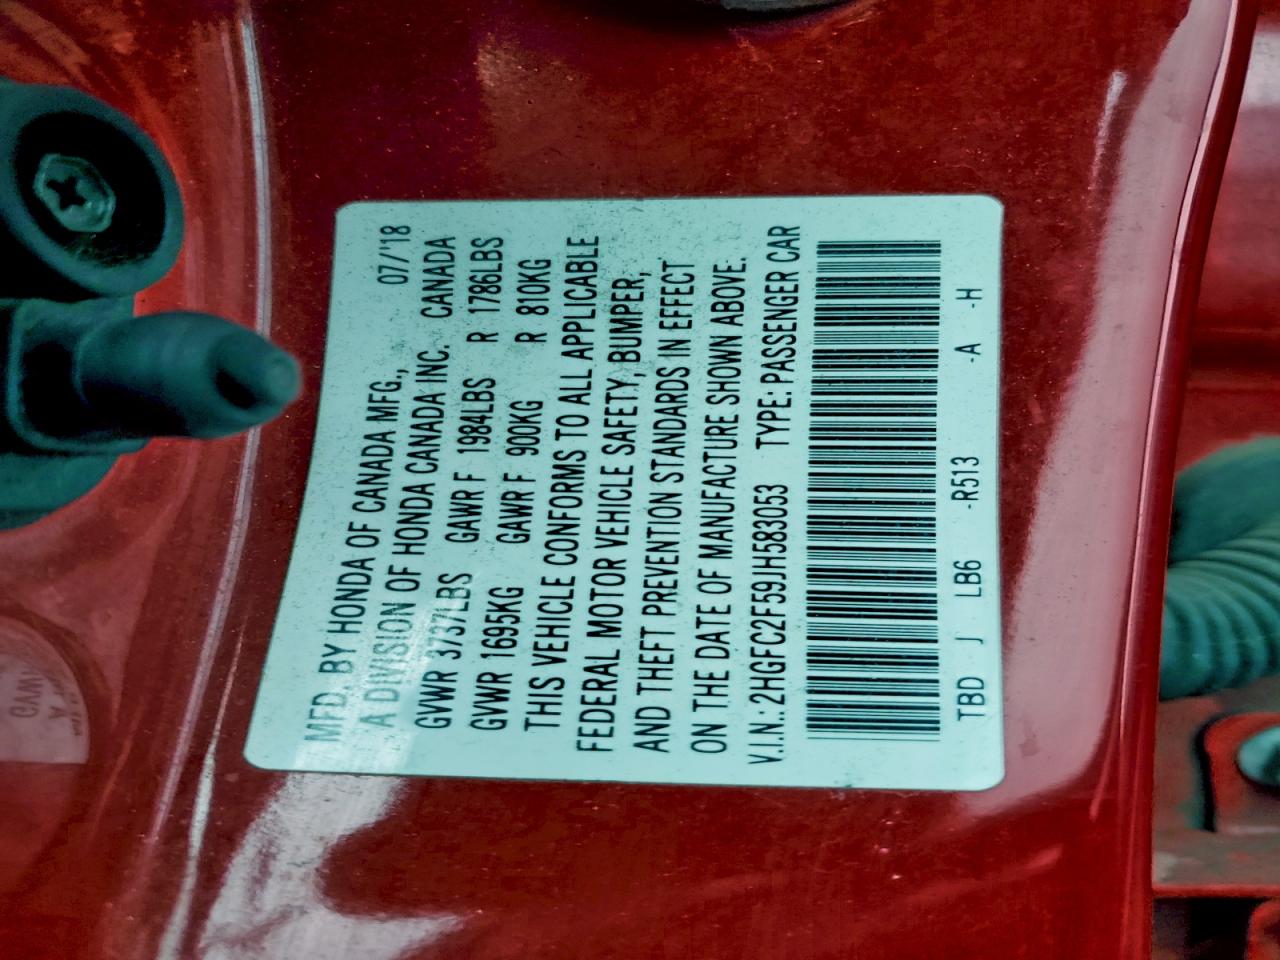 07/'18
MFD. BY HONDA OF CANADA MFG.,
A DIVISION OF HONDA CANADA INC. CANADA
GVWR 3737LBS GAWR F 1984LBS R 1786LBS
GVWR 1695KG GAWR F 900KG R 810KG
THIS VEHICLE CONFORMS TO ALL APPLICABLE
FEDERAL MOTOR VEHICLE SAFETY, BUMPER,
AND THEFT PREVENTION STANDARDS IN EFFECT
ON THE DATE OF MANUFACTURE SHOWN ABOVE.
V.I.N.: 2HGFC2F59JH583053 TYPE: PASSENGER CAR
TBD J LB6 -R513 -A -H